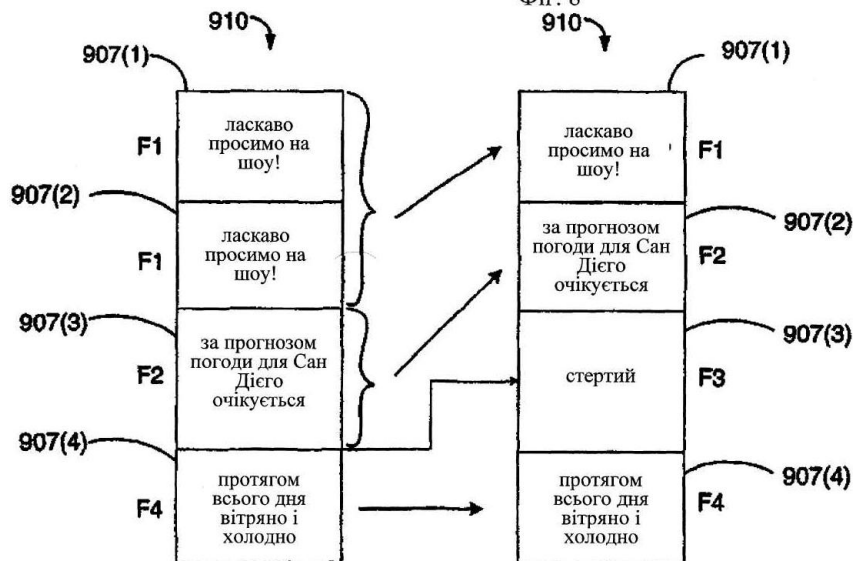 Фіг. 8
910
910
907(1)
907(1)
F1
ласкаво
просимо на
шоу!
ласкаво
просимо на
шоу!
F1
907(2)
907(2)
F1
ласкаво
просимо на
шоу!
за прогнозом
погоди для Сан
Дієго
очікується
F2
907(3)
907(3)
F2
за прогнозом
погоди для Сан
Дієго
очікується
стертий
F3
907(4)
907(4)
F4
протягом
всього дня
вітряно і
холодно
протягом
всього дня
вітряно і
холодно
F4